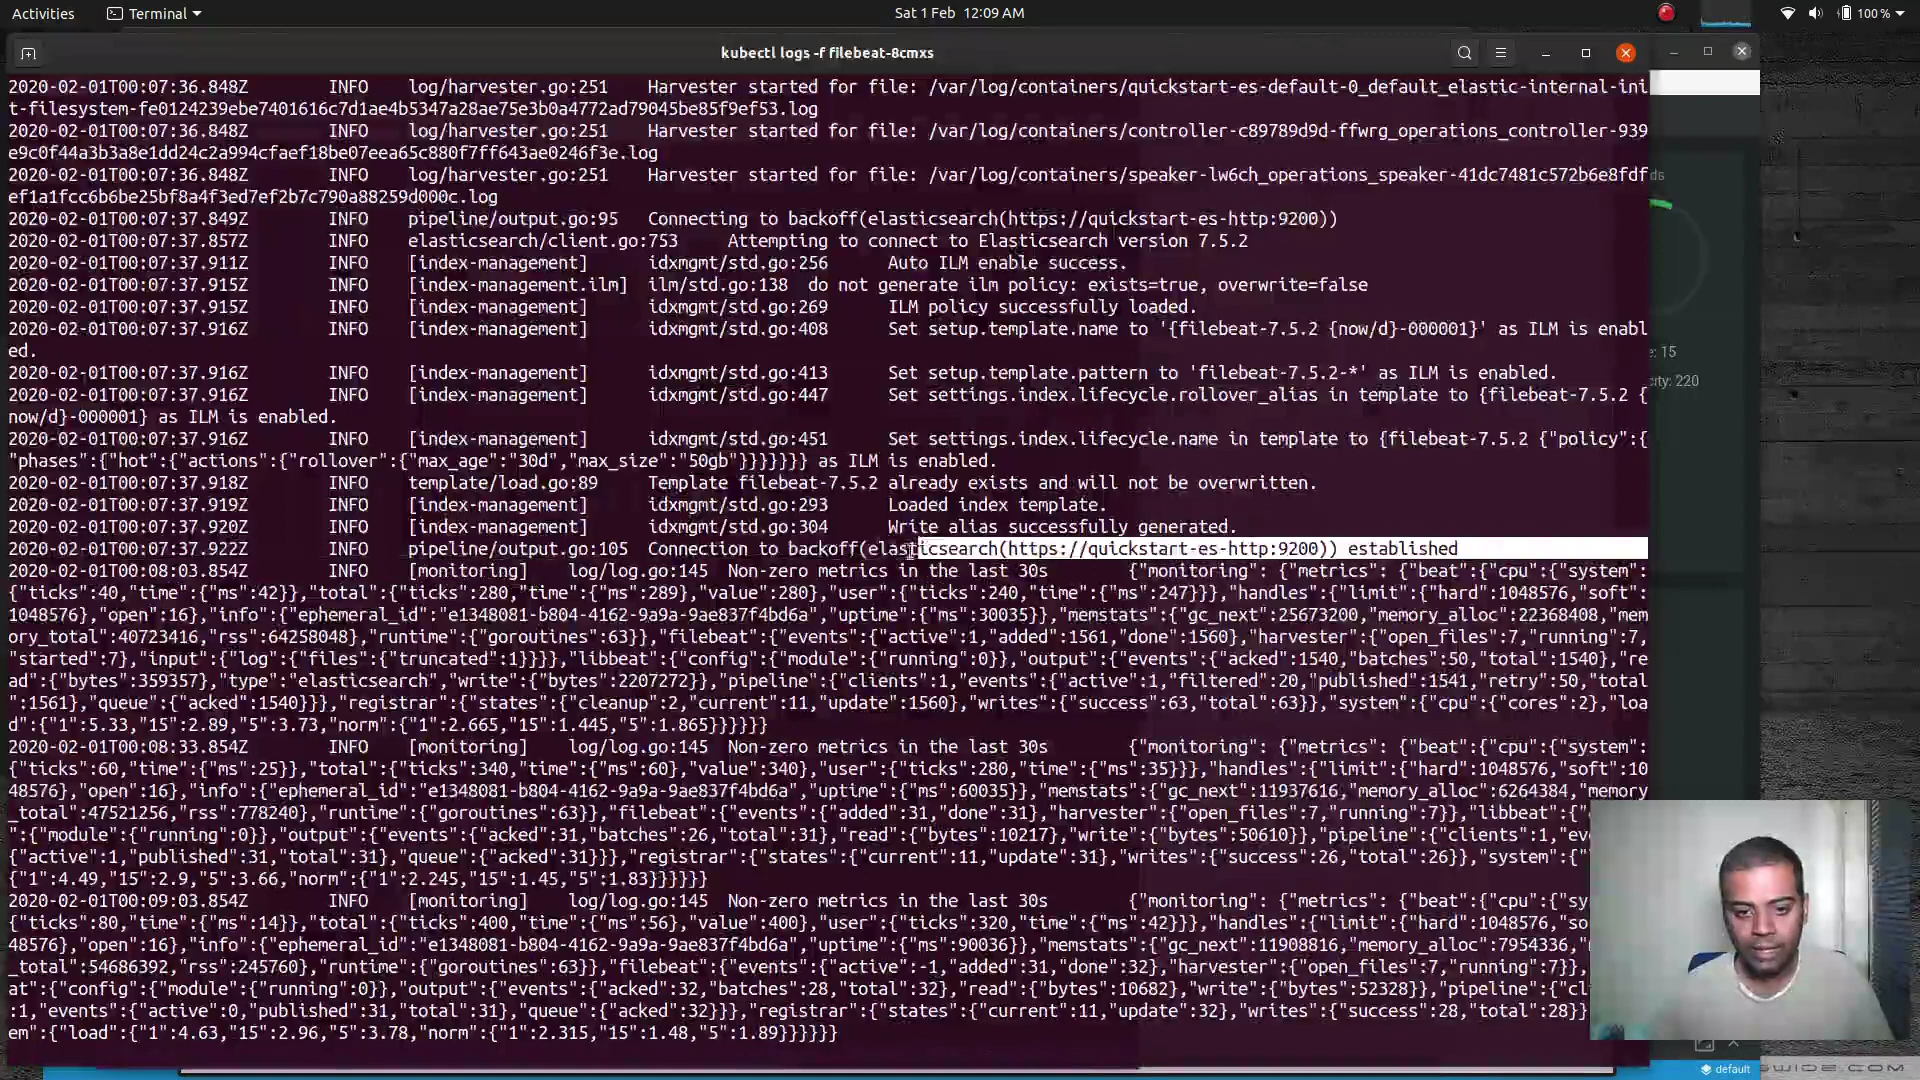 Activities
Terminal
Sat 1 Feb 12:09 AM
100 %
kubectl logs -f filebeat-8cmxs
2020-02-01T00:07:36.848Z INFO log/harvester.go:251 Harvester started for file: /var/log/containers/quickstart-es-default-0_default_elastic-internal-ini
t-filesystem-fe0124239ebe7401616c7d1ae4b5347a28ae75e3b0a4772ad79045be85f9ef53.log
2020-02-01T00:07:36.848Z INFO log/harvester.go:251 Harvester started for file: /var/log/containers/controller-c89789d9d-ffwrg_operations_controller-939
e9c0f44a3b3a8e1dd24c2a994cfaef18be07eea65c880f7ff643ae0246f3e.log
2020-02-01T00:07:36.848Z INFO log/harvester.go:251 Harvester started for file: /var/log/containers/speaker-lw6ch_operations_speaker-41dc7481c572b6e8fdf
ef1a1fcc6b6be25bf8a4f3ed7ef2b7c790a88259d000c.log
2020-02-01T00:07:37.849Z INFO pipeline/output.go:95 Connecting to backoff(elasticsearch(https://quickstart-es-http:9200))
2020-02-01T00:07:37.857Z INFO elasticsearch/client.go:753 Attempting to connect to Elasticsearch version 7.5.2
2020-02-01T00:07:37.911Z INFO [index-management] idxmgmt/std.go:256 Auto ILM enable success.
2020-02-01T00:07:37.915Z INFO [index-management.ilm] ilm/std.go:138 do not generate ilm policy: exists=true, overwrite=false
2020-02-01T00:07:37.915Z INFO [index-management] idxmgmt/std.go:269 ILM policy successfully loaded.
2020-02-01T00:07:37.916Z INFO [index-management] idxmgmt/std.go:408 Set setup.template.name to '{filebeat-7.5.2 {now/d}-000001}' as ILM is enabl
ed.
2020-02-01T00:07:37.916Z INFO [index-management] idxmgmt/std.go:413 Set setup.template.pattern to 'filebeat-7.5.2-*' as ILM is enabled.
2020-02-01T00:07:37.916Z INFO [index-management] idxmgmt/std.go:447 Set settings.index.lifecycle.rollover_alias in template to {filebeat-7.5.2 {
now/d}-000001} as ILM is enabled.
2020-02-01T00:07:37.916Z INFO [index-management] idxmgmt/std.go:451 Set settings.index.lifecycle.name in template to {filebeat-7.5.2 {"policy":{
"phases":{"hot":{"actions":{"rollover":{"max_age":"30d","max_size":"50gb"}}}}}}} as ILM is enabled.
2020-02-01T00:07:37.918Z INFO template/load.go:89 Template filebeat-7.5.2 already exists and will not be overwritten.
2020-02-01T00:07:37.919Z INFO [index-management] idxmgmt/std.go:293 Loaded index template.
2020-02-01T00:07:37.920Z INFO [index-management] idxmgmt/std.go:304 Write alias successfully generated.
2020-02-01T00:07:37.922Z INFO pipeline/output.go:105 Connection to backoff(elasticsearch(https://quickstart-es-http:9200)) established
2020-02-01T00:08:03.854Z INFO [monitoring] log/log.go:145 Non-zero metrics in the last 30s {"monitoring": {"metrics": {"beat":{"cpu":{"system":
{"ticks":40,"time":{"ms":42}},"total":{"ticks":280,"time":{"ms":289},"value":280},"user":{"ticks":240,"time":{"ms":247}}},"handles":{"limit":{"hard":1048576,"soft":
1048576},"open":16},"info":{"ephemeral_id":"e1348081-b804-4162-9a9a-9ae837f4bd6a","uptime":{"ms":30035}},"memstats":{"gc_next":25673200,"memory_alloc":22368408,"mem
ory_total":40723416,"rss":64258048},"runtime":{"goroutines":63}},"filebeat":{"events":{"active":1,"added":1561,"done":1560},"harvester":{"open_files":7,"running":7,
"started":7},"input":{"log":{"files":{"truncated":1}}}},"libbeat":{"config":{"module":{"running":0}},"output":{"events":{"acked":1540,"batches":50,"total":1540},"re
ad":{"bytes":359357},"type":"elasticsearch","write":{"bytes":2207272}},"pipeline":{"clients":1,"events":{"active":1,"filtered":20,"published":1541,"retry":50,"total
":1561},"queue":{"acked":1540}}},"registrar":{"states":{"cleanup":2,"current":11,"update":1560},"writes":{"success":63,"total":63}},"system":{"cpu":{"cores":2},"loa
d":{"1":5.33,"15":2.89,"5":3.73,"norm":{"1":2.665,"15":1.445,"5":1.865}}}}}}
2020-02-01T00:08:33.854Z INFO [monitoring] log/log.go:145 Non-zero metrics in the last 30s {"monitoring": {"metrics": {"beat":{"cpu":{"system":
{"ticks":60,"time":{"ms":25}},"total":{"ticks":340,"time":{"ms":60},"value":340},"user":{"ticks":280,"time":{"ms":35}}},"handles":{"limit":{"hard":1048576,"soft":10
48576},"open":16},"info":{"ephemeral_id":"e1348081-b804-4162-9a9a-9ae837f4bd6a","uptime":{"ms":60035}},"memstats":{"gc_next":11937616,"memory_alloc":6264384,"memory
_total":47521256,"rss":778240},"runtime":{"goroutines":63}},"filebeat":{"events":{"added":31,"done":31},"harvester":{"open_files":7,"running":7}},"libbeat":{"
":{"module":{"running":0}},"output":{"events":{"acked":31,"batches":26,"total":31},"read":{"bytes":10217},"write":{"bytes":50610}},"pipeline":{"clients":1,"ev
{"active":1,"published":31,"total":31},"queue":{"acked":31}}},"registrar":{"states":{"current":11,"update":31},"writes":{"success":26,"total":26}},"system":{"
{"1":4.49,"15":2.9,"5":3.66,"norm":{"1":2.245,"15":1.45,"5":1.83}}}}}}
2020-02-01T00:09:03.854Z INFO [monitoring] log/log.go:145 Non-zero metrics in the last 30s {"monitoring": {"metrics": {"beat":{"cpu":{"sy
{"ticks":80,"time":{"ms":14}},"total":{"ticks":400,"time":{"ms":56},"value":400},"user":{"ticks":320,"time":{"ms":42}}},"handles":{"limit":{"hard":1048576,"so
48576},"open":16},"info":{"ephemeral_id":"e1348081-b804-4162-9a9a-9ae837f4bd6a","uptime":{"ms":90036}},"memstats":{"gc_next":11908816,"memory_alloc":7954336,"
_total":54686392,"rss":245760},"runtime":{"goroutines":63}},"filebeat":{"events":{"active":-1,"added":31,"done":32},"harvester":{"open_files":7,"running":7}},
at":{"config":{"module":{"running":0}},"output":{"events":{"acked":32,"batches":28,"total":32},"read":{"bytes":10682},"write":{"bytes":52328}},"pipeline":{"cl
:1,"events":{"active":0,"published":31,"total":31},"queue":{"acked":32}}},"registrar":{"states":{"current":11,"update":32},"writes":{"success":28,"total":28}}
em":{"load":{"1":4.63,"15":2.96,"5":3.78,"norm":{"1":2.315,"15":1.48,"5":1.89}}}}}}
ds
e: 15
city: 220
default
SWIDE.COM